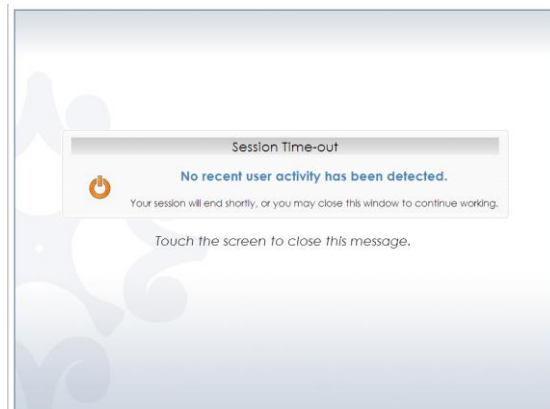 Session Time-out
No recent user activity has been detected.
Your session will end shortly, or you may close this window to continue working.
Touch the screen to close this message.